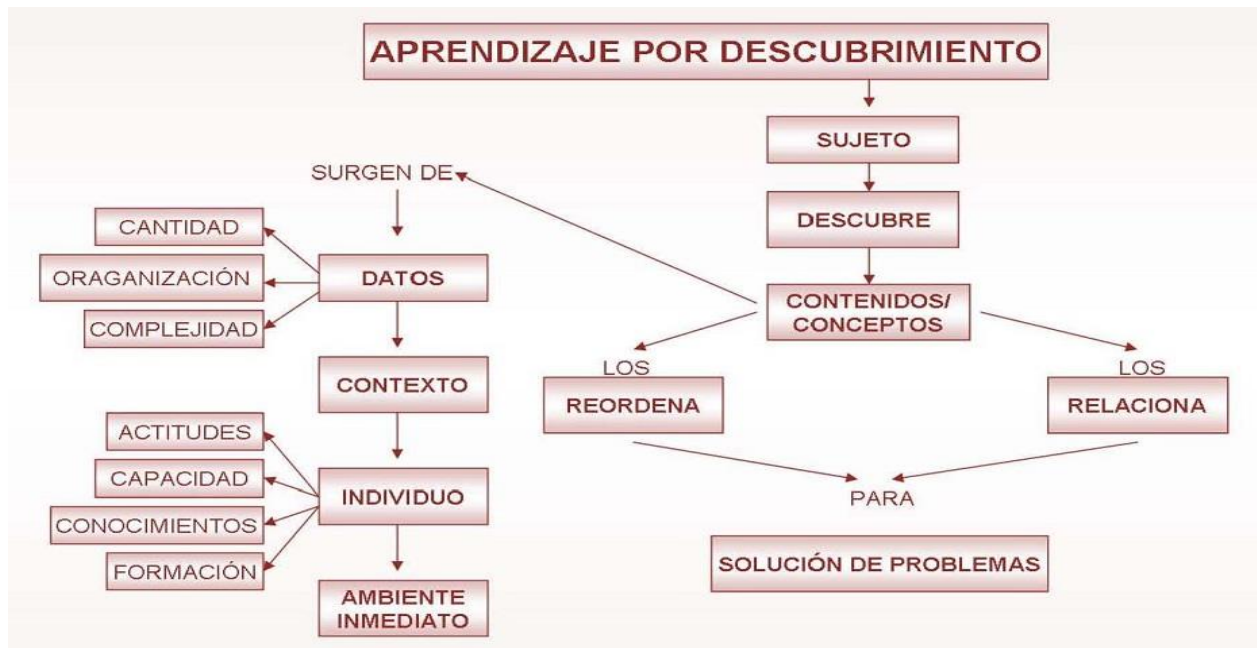 APRENDIZAJE POR DESCUBRIMIENTO
SUJETO
DESCUBRE
CONTENIDOS/
CONCEPTOS
SURGEN DE
CANTIDAD
ORAGANIZACIÓN
COMPLEJIDAD
DATOS
CONTEXTO
ACTITUDES
CAPACIDAD
CONOCIMIENTOS
FORMACIÓN
INDIVIDUO
AMBIENTE
INMEDIATO
LOS
REORDENA
LOS
RELACIONA
PARA
SOLUCIÓN DE PROBLEMAS